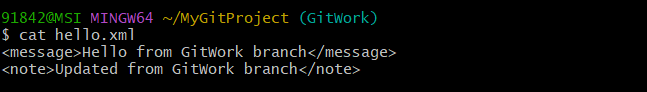 91842@MSI MINGW64 ~/MyGitProject (GitWork)
$ cat hello.xml
<message>Hello from GitWork branch</message>
<note>Updated from GitWork branch</note>